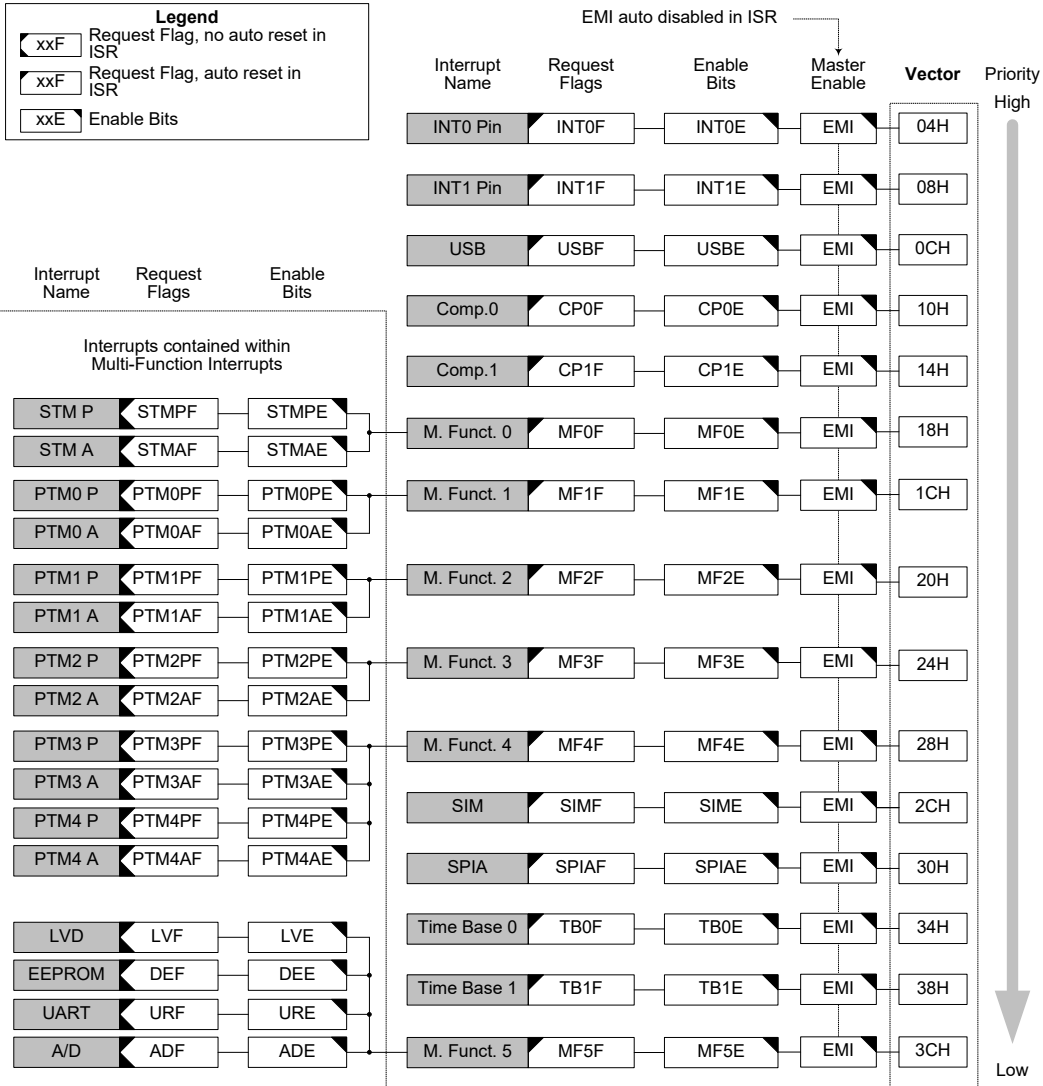 Legend
xxF Request Flag, no auto reset in ISR
xxF Request Flag, auto reset in ISR
xxE Enable Bits
EMI auto disabled in ISR
Interrupt Name Request Flags Enable Bits Master Enable Vector Priority
High
INT0 Pin INT0F INT0E EMI 04H
INT1 Pin INT1F INT1E EMI 08H
USB USBF USBE EMI 0CH
Comp.0 CP0F CP0E EMI 10H
Comp.1 CP1F CP1E EMI 14H
M. Funct. 0 MF0F MF0E EMI 18H
M. Funct. 1 MF1F MF1E EMI 1CH
M. Funct. 2 MF2F MF2E EMI 20H
M. Funct. 3 MF3F MF3E EMI 24H
M. Funct. 4 MF4F MF4E EMI 28H
SIM SIMF SIME EMI 2CH
SPIA SPIAF SPIAE EMI 30H
Time Base 0 TB0F TB0E EMI 34H
Time Base 1 TB1F TB1E EMI 38H
M. Funct. 5 MF5F MF5E EMI 3CH
Low
Interrupt Name Request Flags Enable Bits
Interrupts contained within
Multi-Function Interrupts
STM P STMPF STMPE
STM A STMAF STMAE
PTM0 P PTM0PF PTM0PE
PTM0 A PTM0AF PTM0AE
PTM1 P PTM1PF PTM1PE
PTM1 A PTM1AF PTM1AE
PTM2 P PTM2PF PTM2PE
PTM2 A PTM2AF PTM2AE
PTM3 P PTM3PF PTM3PE
PTM3 A PTM3AF PTM3AE
PTM4 P PTM4PF PTM4PE
PTM4 A PTM4AF PTM4AE
LVD LVF LVE
EEPROM DEF DEE
UART URF URE
A/D ADF ADE